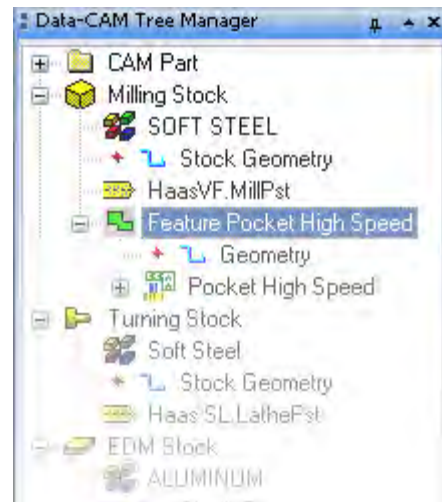 Data-CAM Tree Manager
CAM Part
Milling Stock
SOFT STEEL
Stock Geometry
HaasVF.MillPst
Feature Pocket High Speed
Geometry
Pocket High Speed
Turning Stock
Soft Steel
Stock Geometry
Haas SL.LathePst
EDM Stock
ALUMINUM